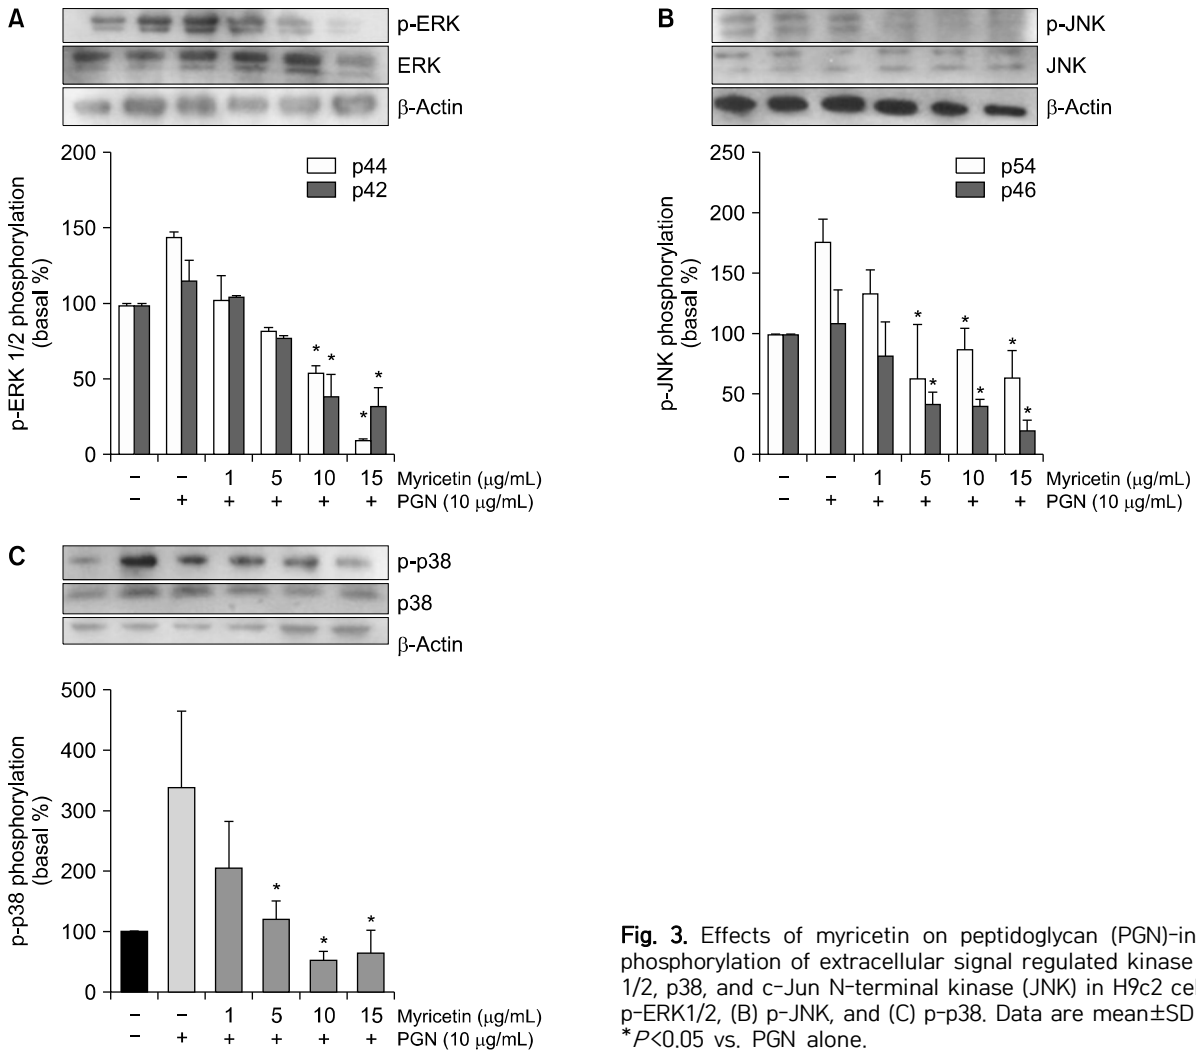 A
p-ERK
ERK
β-Actin
200
150
100
50
0
p-ERK 1/2 phosphorylation
(basal %)
p44
p42
*
*
*
*
– – 1 5 10 15 Myricetin (μg/mL)
– + + + + + PGN (10 μg/mL)
B
p-JNK
JNK
β-Actin
250
200
150
100
50
0
p-JNK phosphorylation
(basal %)
p54
p46
*
*
*
*
*
*
– – 1 5 10 15 Myricetin (μg/mL)
– + + + + + PGN (10 μg/mL)
C
p-p38
p38
β-Actin
500
400
300
200
100
0
p-p38 phosphorylation
(basal %)
*
*
*
– – 1 5 10 15 Myricetin (μg/mL)
– + + + + + PGN (10 μg/mL)
Fig. 3. Effects of myricetin on peptidoglycan (PGN)-in
phosphorylation of extracellular signal regulated kinase
1/2, p38, and c-Jun N-terminal kinase (JNK) in H9c2 cel
p-ERK1/2, (B) p-JNK, and (C) p-p38. Data are mean±SD
*P<0.05 vs. PGN alone.